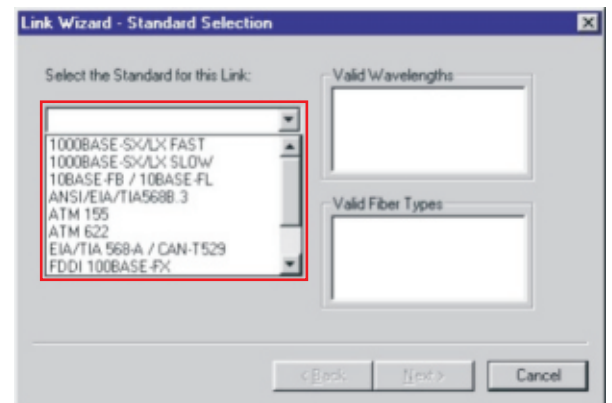 Link Wizard - Standard Selection
Select the Standard for this Link:
1000BASE-SX/LX FAST
1000BASE-SX/LX SLOW
10BASE-FB / 10BASE-FL
ANSI/EIA/TIA568B.3
ATM 155
ATM 622
EIA/TIA 568-A / CAN-T529
FDDI 100BASE-FX
Valid Wavelengths
Valid Fiber Types
< Back
Next >
Cancel